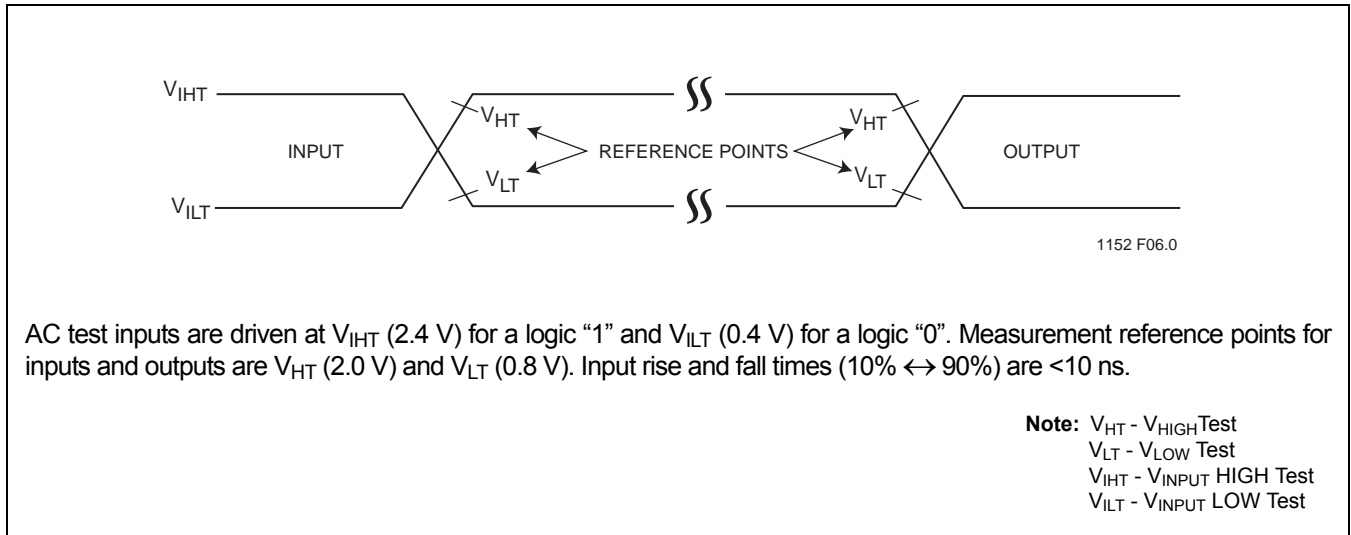 VIHT
VHT
VHT
INPUT
REFERENCE POINTS
OUTPUT
VLT
VLT
VILT
1152 F06.0
AC test inputs are driven at VIHT (2.4 V) for a logic “1” and VILT (0.4 V) for a logic “0”. Measurement reference points for
inputs and outputs are VHT (2.0 V) and VLT (0.8 V). Input rise and fall times (10% ↔ 90%) are <10 ns.
Note: VHT - VHIGHTest
VLT - VLOW Test
VIHT - VINPUT HIGH Test
VILT - VINPUT LOW Test